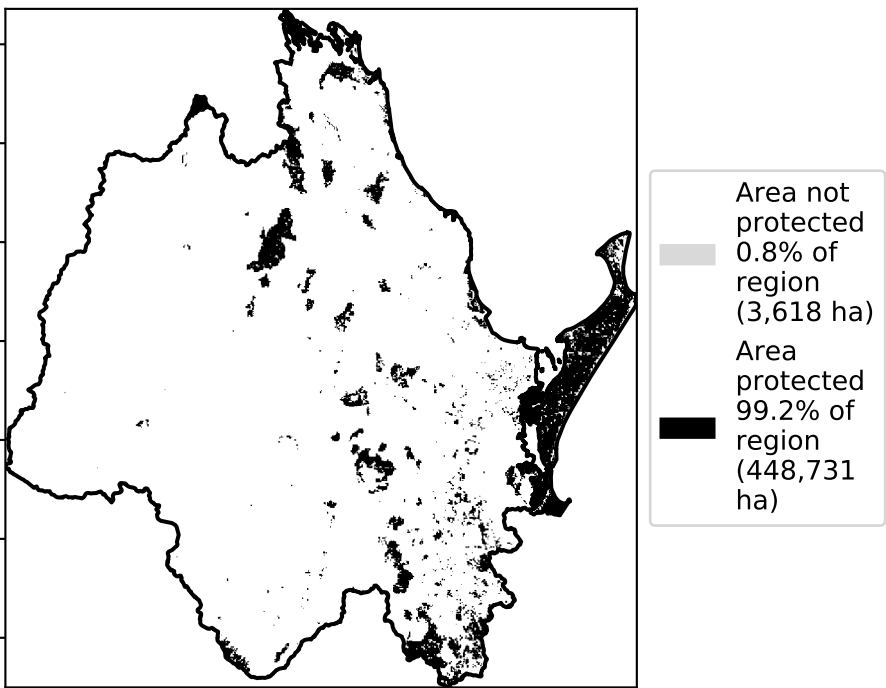 Area not
protected
0.8% of
region
(3,618 ha)
Area
protected
99.2% of
region
(448,731
ha)